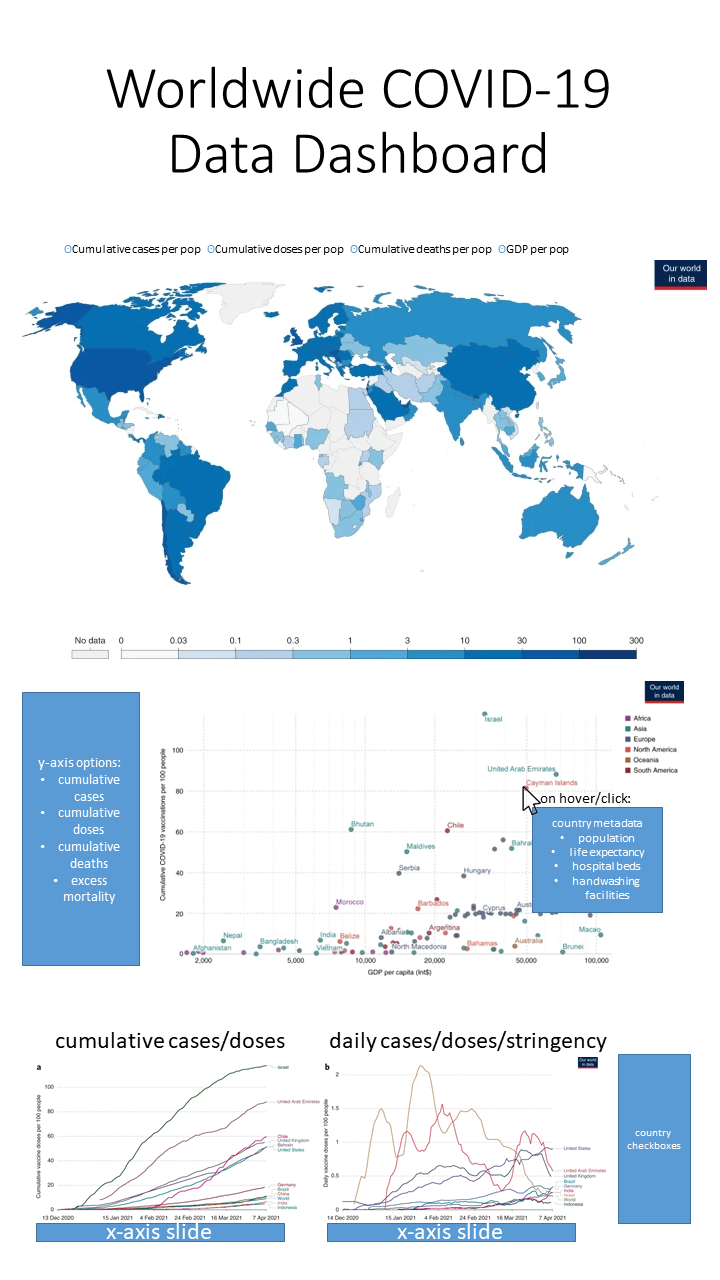 Worldwide COVID-19
Data Dashboard
Cumulative cases per pop Cumulative doses per pop Cumulative deaths per pop GDP per pop
Our world
in data
No data 0 0.03 0.1 0.3 1 3 10 30 100 300
y-axis options:
• cumulative
cases
• cumulative
doses
• cumulative
deaths
• excess
mortality
Our world
in data
Cumulative COVID-19 vaccinations per 100 people
100
80
60
40
20
0
Israel
United Arab Emirates
Cayman Islands
Bhutan
Chile
Maldives
Serbia
Hungary
Morocco
Barbados
Cyprus
Argentina
Albania
Nepal
India
Belize
Macao
Afghanistan
Bangladesh
Vietnam
North Macedonia
Bahamas
Australia
Brunei
2,000 5,000 10,000 20,000 50,000 100,000
GDP per capita (Int$)
Africa
Asia
Europe
North America
Oceania
South America
on hover/click:
country metadata
• population
• life expectancy
• hospital beds
• handwashing
facilities
cumulative cases/doses
a
Cumulative vaccine doses per 100 people
100
80
60
40
20
0
Israel
United Arab Emirates
Chile
United Kingdom
Bahrain
United States
Germany
Brazil
China
World
India
Indonesia
13 Dec 2020 15 Jan 2021 4 Feb 2021 24 Feb 2021 16 Mar 2021 7 Apr 2021
x-axis slide
daily cases/doses/stringency
b
Our world
in data
Daily vaccine doses per 100 people
2
1.5
1
0.5
0
United States
United Arab Emirates
United Kingdom
Brazil
Germany
India
Israel
World
Indonesia
14 Dec 2020 15 Jan 2021 4 Feb 2021 24 Feb 2021 16 Mar 2021 7 Apr 2021
x-axis slide
country
checkboxes